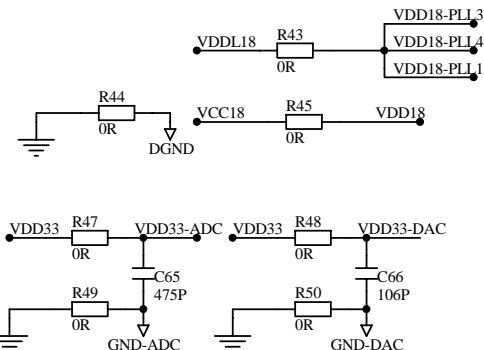 VDD18-PLL3
VDDL18 R43 VDD18-PLL4
0R VDD18-PLL1
R44 VCC18 R45 VDD18
0R 0R
DGND
VDD33 R47 VDD33-ADC VDD33 R48 VDD33-DAC
0R 0R
C65 C66
R49 475P R50 106P
0R 0R
GND-ADC GND-DAC